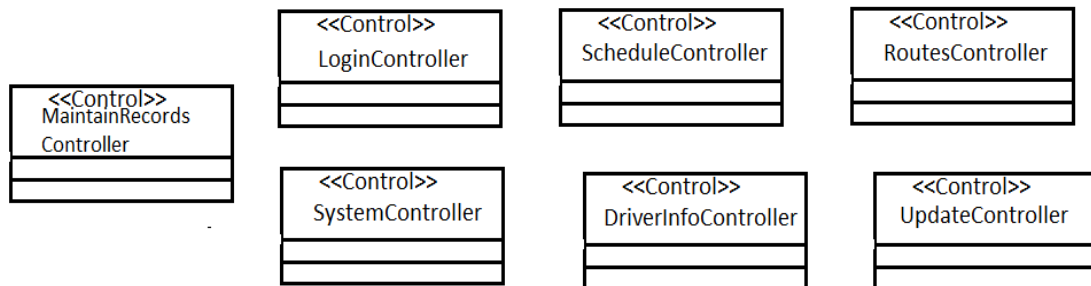 <<Control>>
LoginController
<<Control>>
ScheduleController
<<Control>>
RoutesController
<<Control>>
MaintainRecords
Controller
<<Control>>
SystemController
<<Control>>
DriverInfoController
<<Control>>
UpdateController